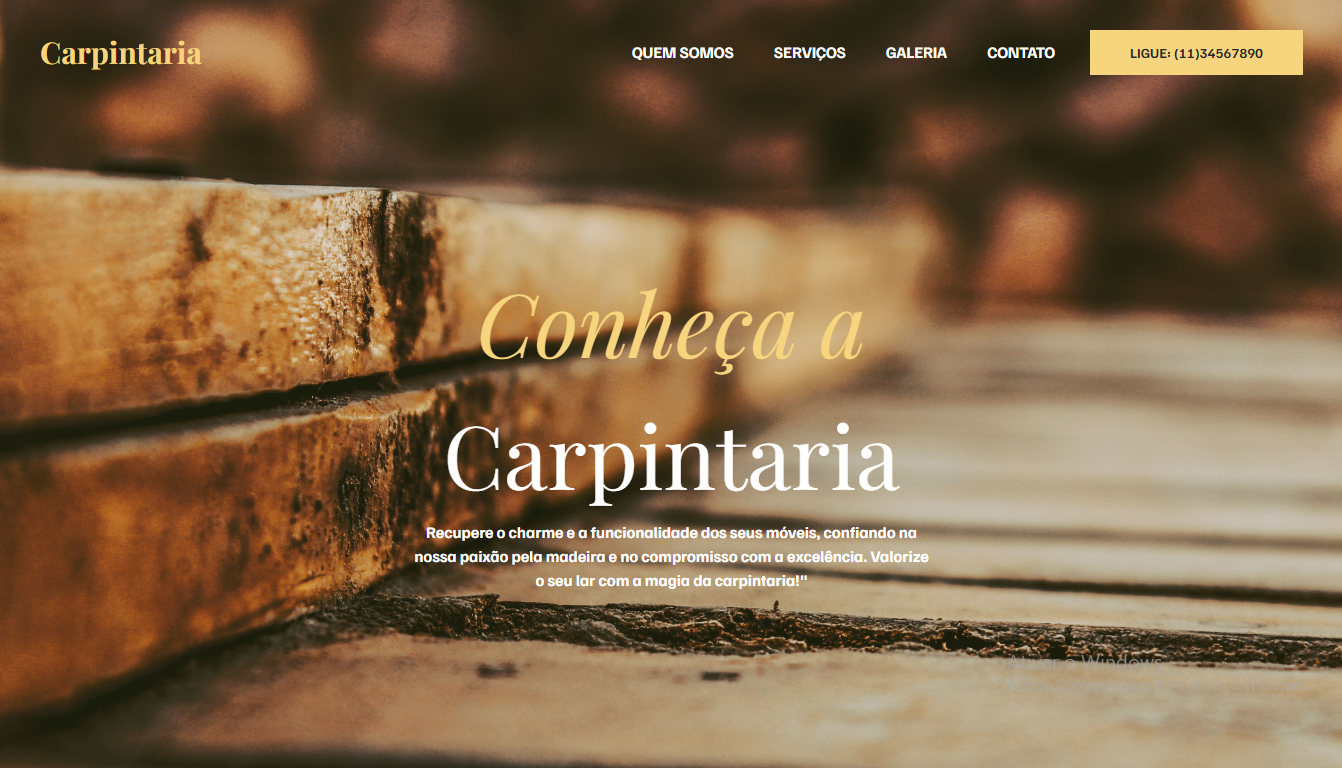 Carpintaria
QUEM SOMOS SERVIÇOS GALERIA CONTATO LIGUE: (11)34567890
Conheça a
Carpintaria
Recupere o charme e a funcionalidade dos seus móveis, confiando na
nossa paixão pela madeira e no compromisso com a excelência. Valorize
o seu lar com a magia da carpintaria!"
Windows